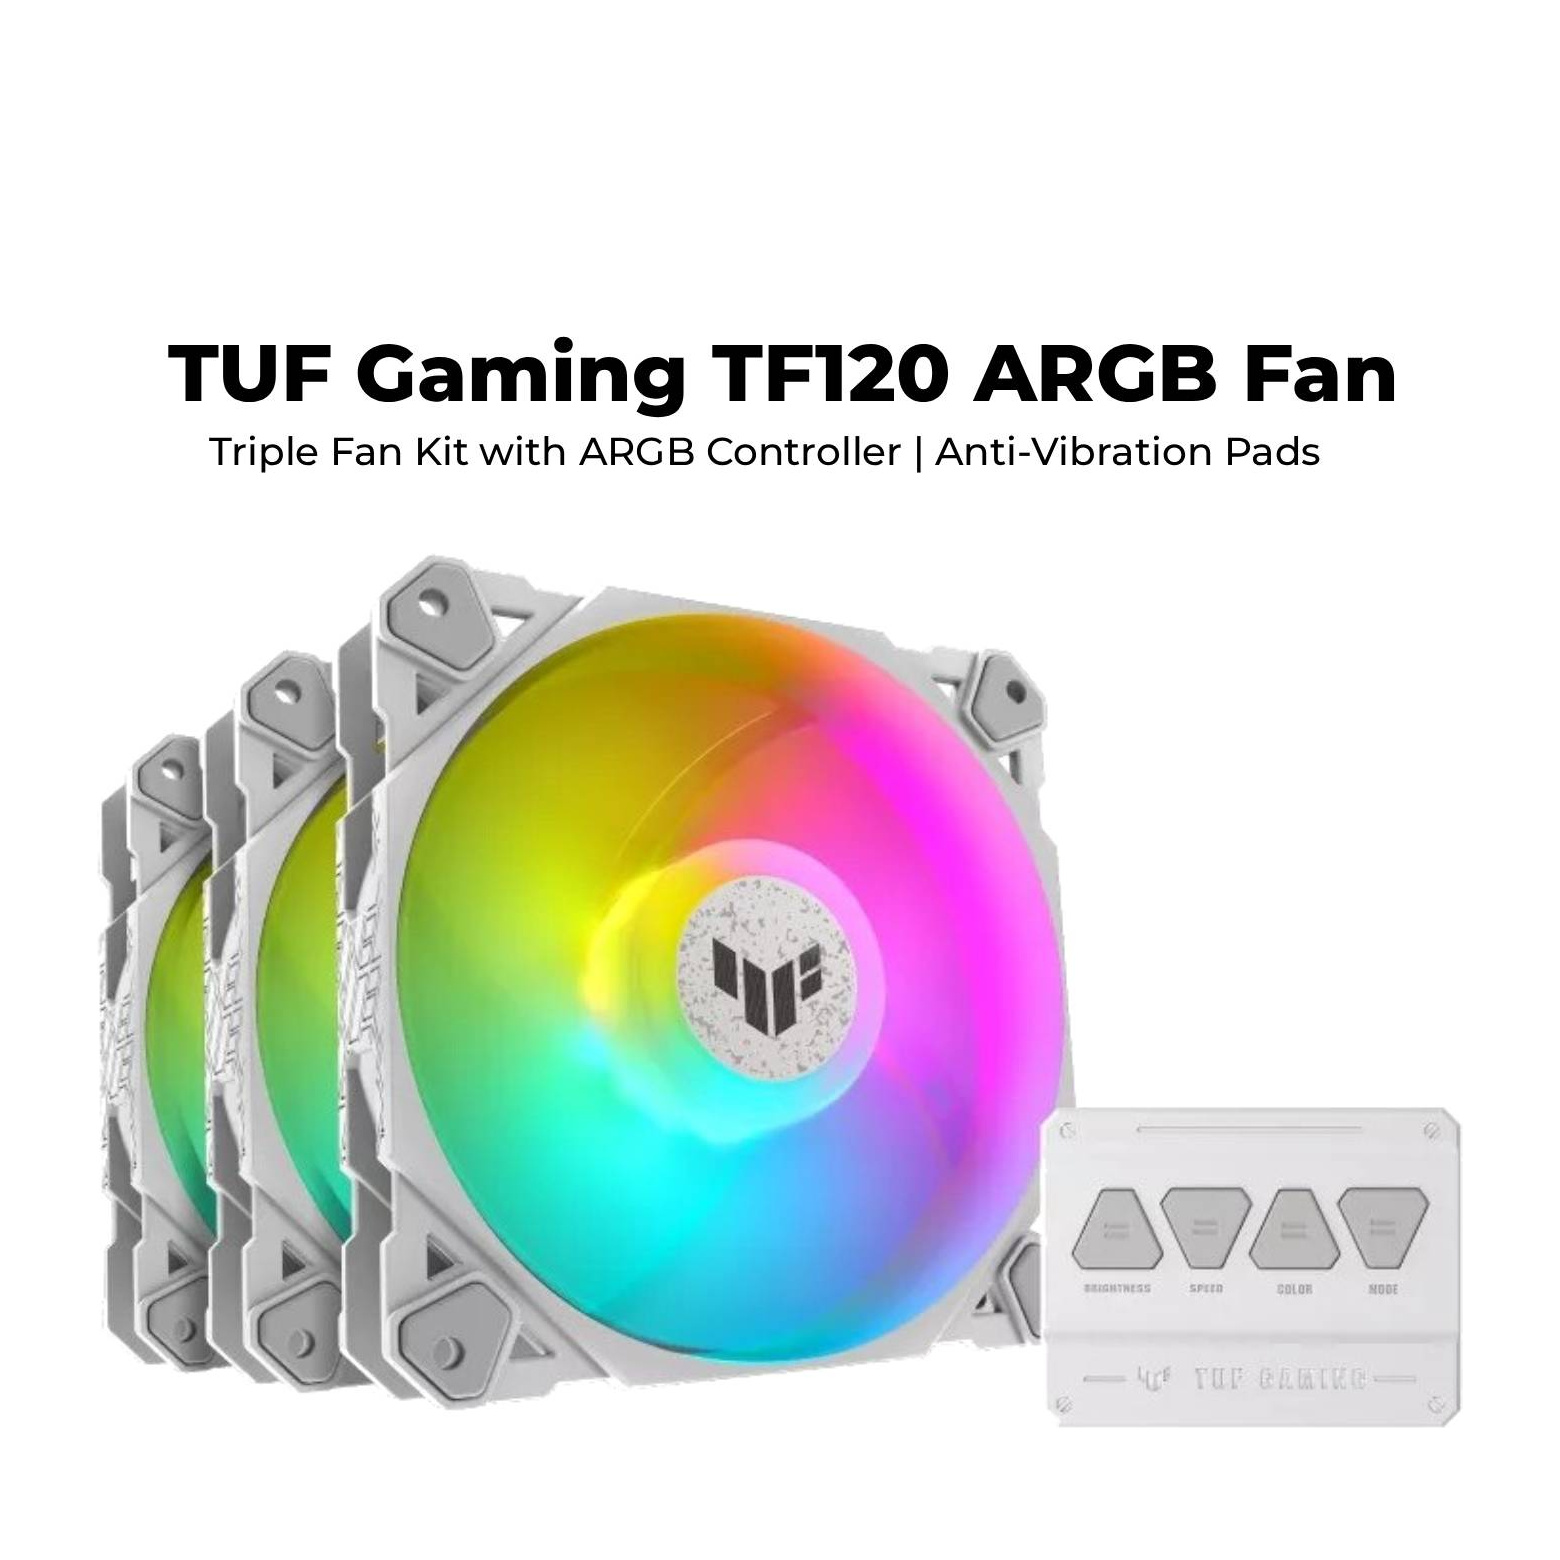 TUF Gaming TF120 ARGB Fan
Triple Fan Kit with ARGB Controller | Anti-Vibration Pads
BRIGHTNESS SPEED COLOR MODE
TUF GAMING